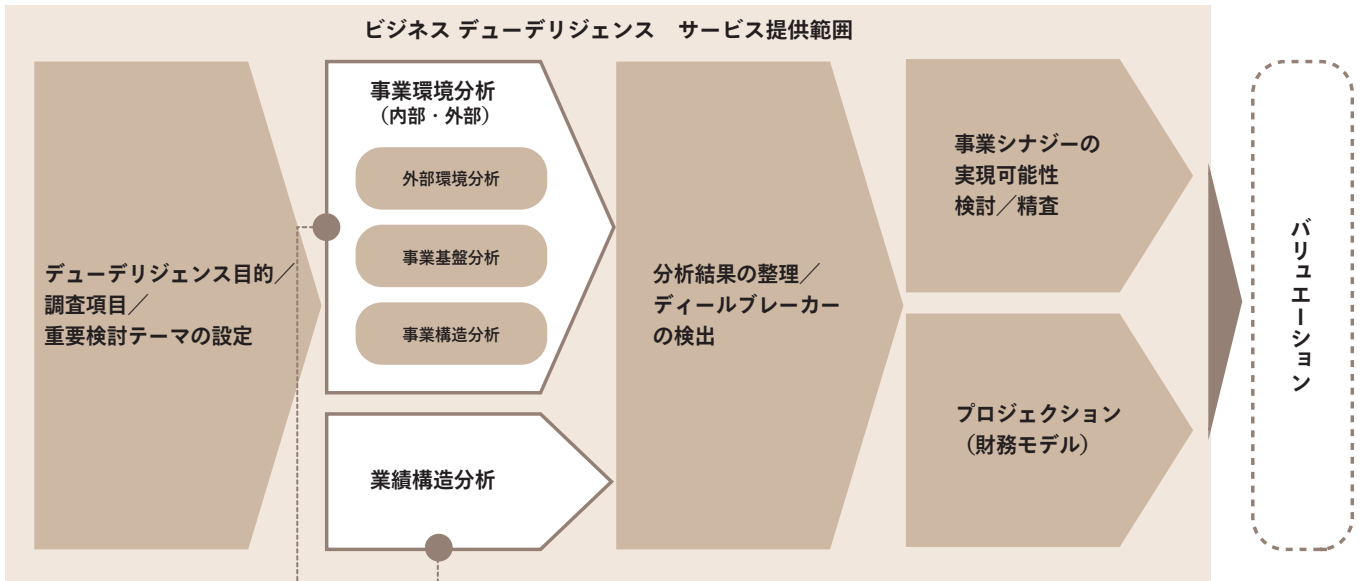 ビジネス デューデリジェンス　サービス提供範囲
デューデリジェンス目的／
調査項目／
重要検討テーマの設定
事業環境分析
（内部・外部）
外部環境分析
事業基盤分析
事業構造分析
業績構造分析
分析結果の整理／
ディールブレーカー
の検出
事業シナジーの
実現可能性
検討／精査
プロジェクション
（財務モデル）
バリュエーション